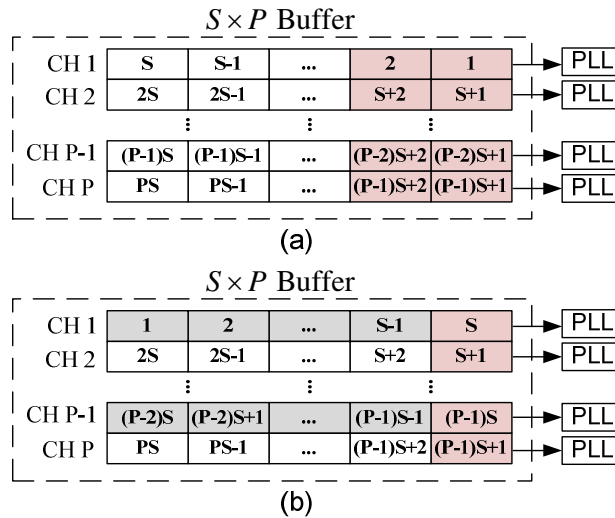 S × P Buffer
CH 1 S S-1 ... 2 1 PLL
CH 2 2S 2S-1 ... S+2 S+1 PLL
⋮ ⋮ ⋮
CH P-1 (P-1)S (P-1)S-1 ... (P-2)S+2 (P-2)S+1 PLL
CH P PS PS-1 ... (P-1)S+2 (P-1)S+1 PLL
(a)
S × P Buffer
CH 1 1 2 ... S-1 S PLL
CH 2 2S 2S-1 ... S+2 S+1 PLL
⋮ ⋮ ⋮
CH P-1 (P-2)S (P-2)S+1 ... (P-1)S-1 (P-1)S PLL
CH P PS PS-1 ... (P-1)S+2 (P-1)S+1 PLL
(b)